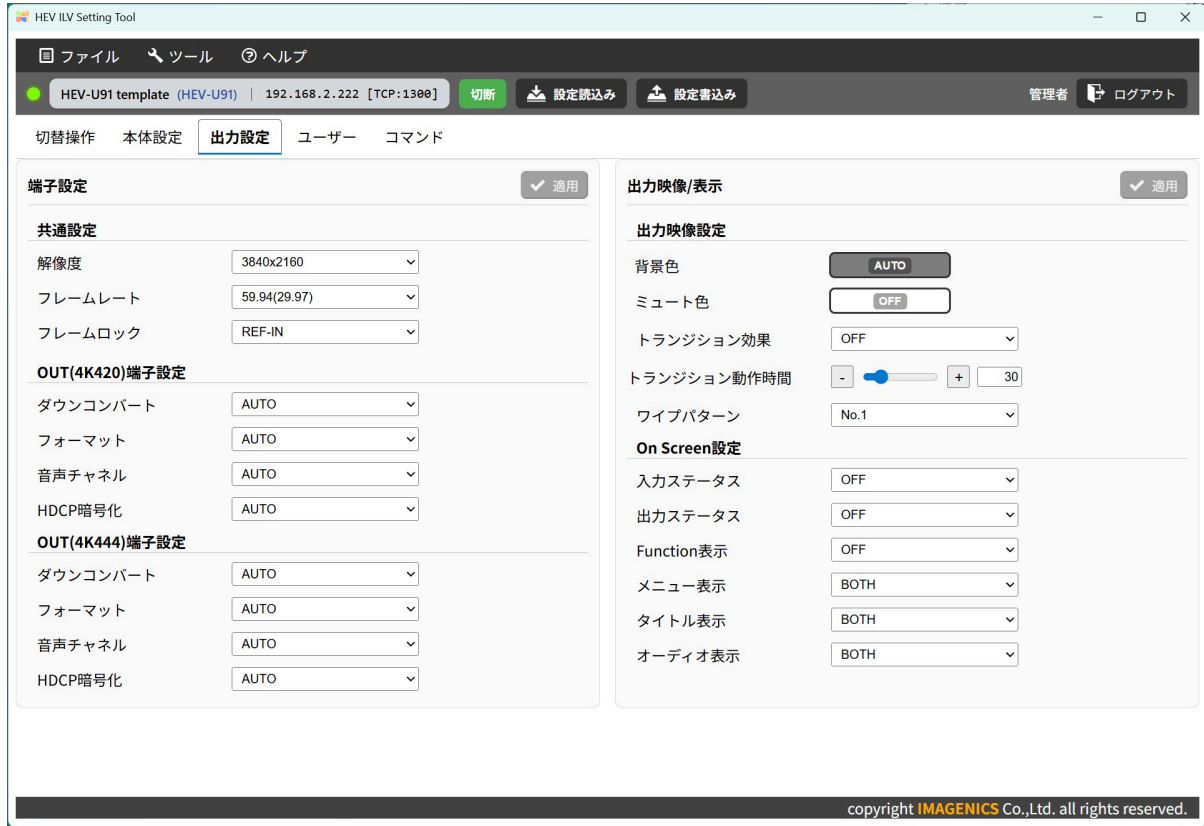 HEV ILV Setting Tool
ファイル ツール ヘルプ
HEV-U91 template (HEV-U91) | 192.168.2.222 [TCP:1300] 切断 設定読込み 設定書込み 管理者 ログアウト
切替操作 本体設定 出力設定 ユーザー コマンド
端子設定 適用
共通設定
解像度 3840x2160
フレームレート 59.94(29.97)
フレームロック REF-IN
OUT(4K420)端子設定
ダウンコンバート AUTO
フォーマット AUTO
音声チャネル AUTO
HDCP暗号化 AUTO
OUT(4K444)端子設定
ダウンコンバート AUTO
フォーマット AUTO
音声チャネル AUTO
HDCP暗号化 AUTO
出力映像/表示 適用
出力映像設定
背景色 AUTO
ミュート色 OFF
トランジション効果 OFF
トランジション動作時間 - + 30
ワイプパターン No.1
On Screen設定
入力ステータス OFF
出力ステータス OFF
Function表示 OFF
メニュー表示 BOTH
タイトル表示 BOTH
オーディオ表示 BOTH
copyright IMAGENICS Co.,Ltd. all rights reserved.